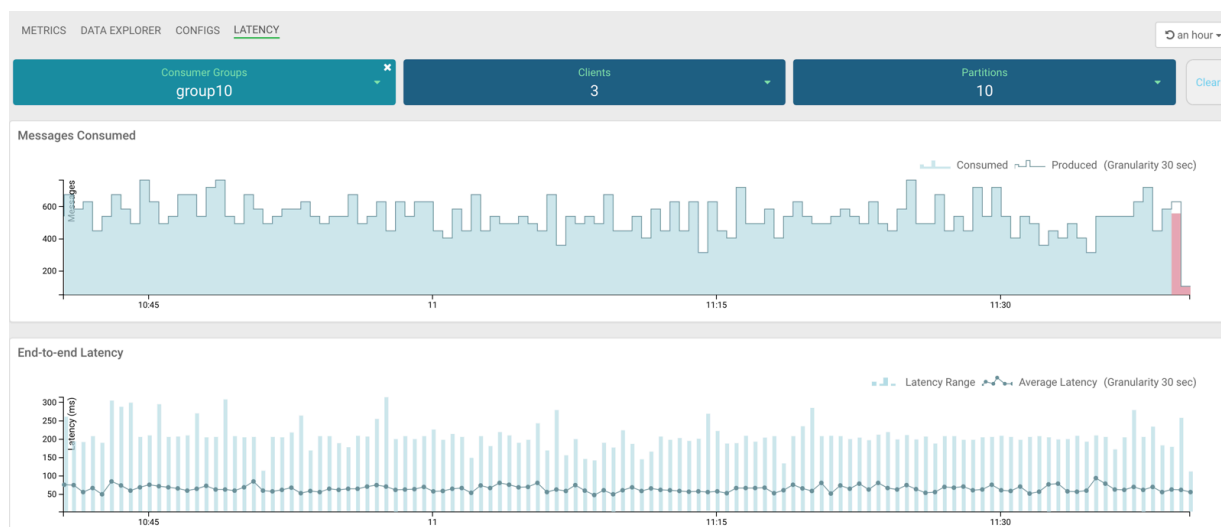 METRICS DATA EXPLORER CONFIGS LATENCY
an hour
Consumer Groups
group10
Clients
3
Partitions
10
Clear
Messages Consumed
Consumed Produced (Granularity 30 sec)
Messages
600
400
200
10:45 11 11:15 11:30
End-to-end Latency
Latency Range Average Latency (Granularity 30 sec)
Latency (ms)
300
250
200
150
100
50
10:45 11 11:15 11:30